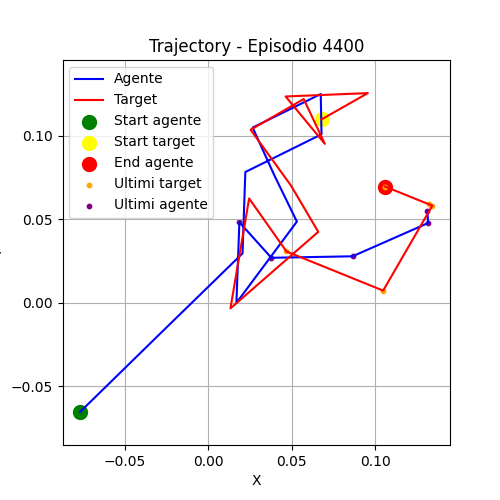 Trajectory - Episodio 4400
Agente
Target
Start agente
Start target
End agente
Ultimi target
Ultimi agente
0.10
0.05
0.00
−0.05
−0.05
0.00
0.05
0.10
X